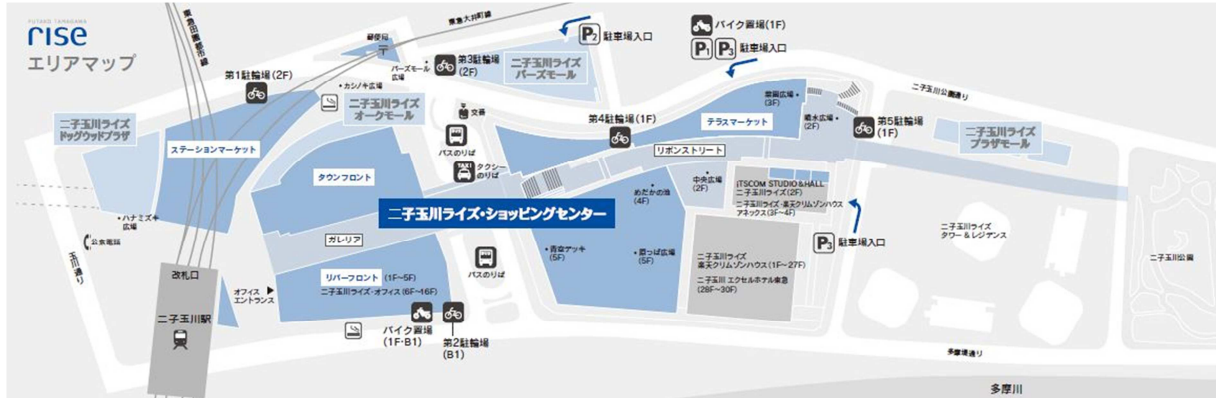 FUTAKO TAMAGAWA
rise
エリアマップ
東急田園都市線
東急大井町線
郵便局
バーズモール
広場
第3駐輪場
(2F)
二子玉川ライズ
バーズモール
P2 駐車場入口
バイク置場(1F)
P1 P3 駐車場入口
第1駐輪場(2F)
カシノキ広場
二子玉川ライズ
オークモール
交番
バスのりば
TAXI
タクシー
のりば
第4駐輪場(1F)
テラスマーケット
菜園広場
(3F)
噴水広場
(2F)
第5駐輪場
(1F)
二子玉川公園通り
二子玉川ライズ
プラザモール
二子玉川ライズ
ドッグウッドプラザ
ステーションマーケット
タウンフロント
リボンストリート
中央広場
(2F)
iTSCOM STUDIO&HALL
二子玉川ライズ(2F)
二子玉川ライズ・楽天クリムゾンハウス
アネックス(3F〜4F)
めだかの池
(4F)
二子玉川ライズ・ショッピングセンター
ハナミズキ
広場
公衆電話
玉川通り
ガレリア
バスのりば
青空デッキ
(5F)
原っぱ広場
(5F)
二子玉川ライズ
楽天クリムゾンハウス(1F〜27F)
二子玉川 エクセルホテル東急
(28F〜30F)
P3 駐車場入口
二子玉川ライズ
タワー&レジデンス
二子玉川公園
改札口
二子玉川駅
オフィス
エントランス
リバーフロント
(1F〜5F)
二子玉川ライズ・オフィス(6F〜16F)
バイク置場
(1F・B1)
第2駐輪場
(B1)
多摩堤通り
多摩川